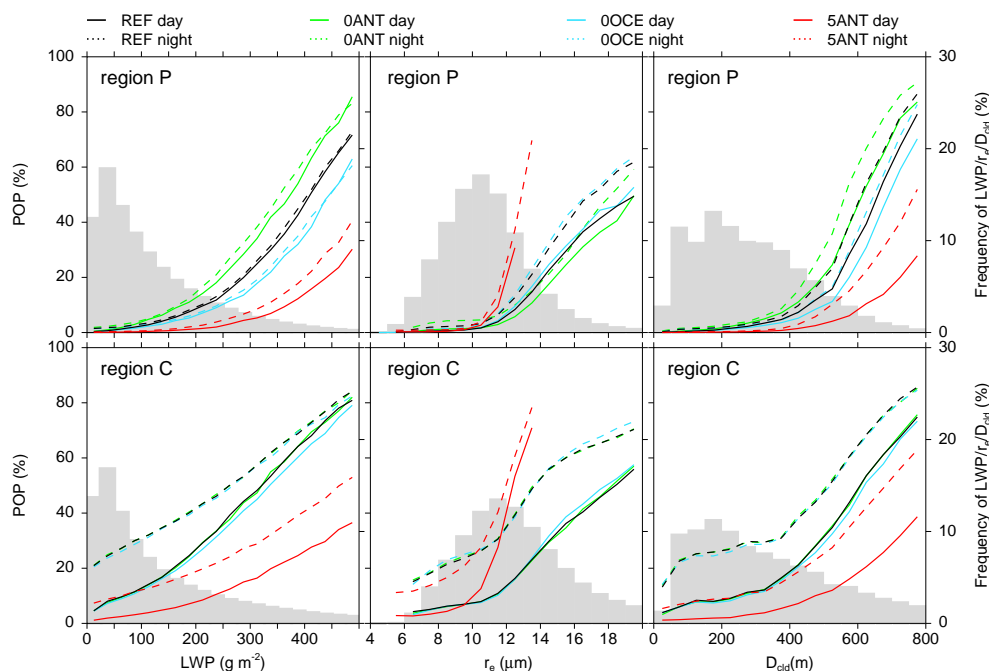 REF day 0ANT day 0OCE day 5ANT day
REF night 0ANT night 0OCE night 5ANT night
100 30
region P region P region P
80
60 20
40
20 10
0 0
POP (%)
Frequency of LWP/re/Dcld (%)
100 30
region C region C region C
80
60 20
40
20 10
0 0
POP (%)
Frequency of LWP/re/Dcld (%)
0 100 200 300 400 4 6 8 10 12 14 16 18 0 200 400 600 800
LWP (g m-2) re (μm) Dcld(m)